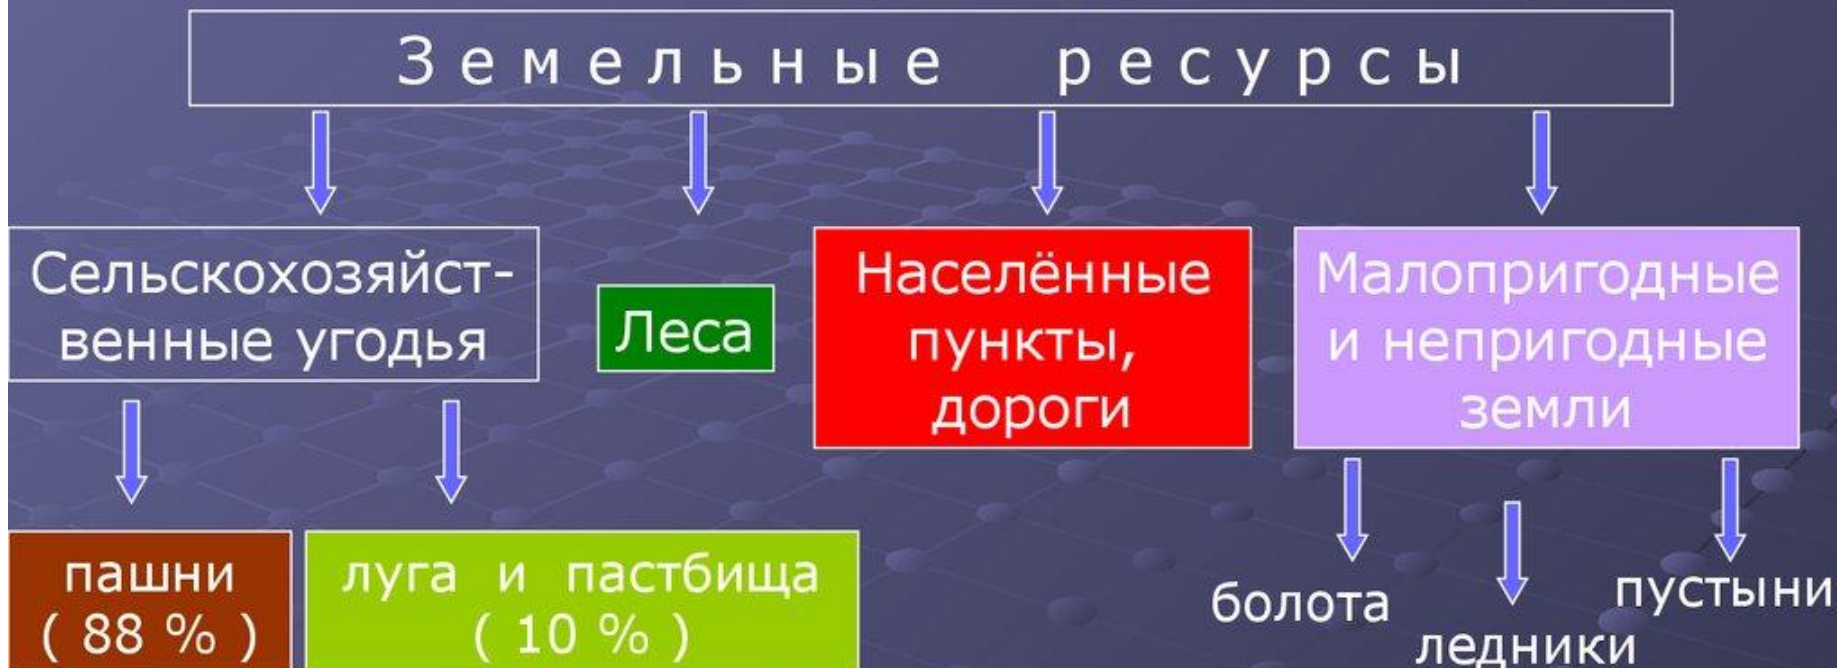 Земельные ресурсы
Сельскохозяйст-
венные угодья
Леса
Населённые
пункты,
дороги
Малопригодные
и непригодные
земли
пашни
( 88 % )
луга и пастбища
( 10 % )
болота
ледники
пустыни